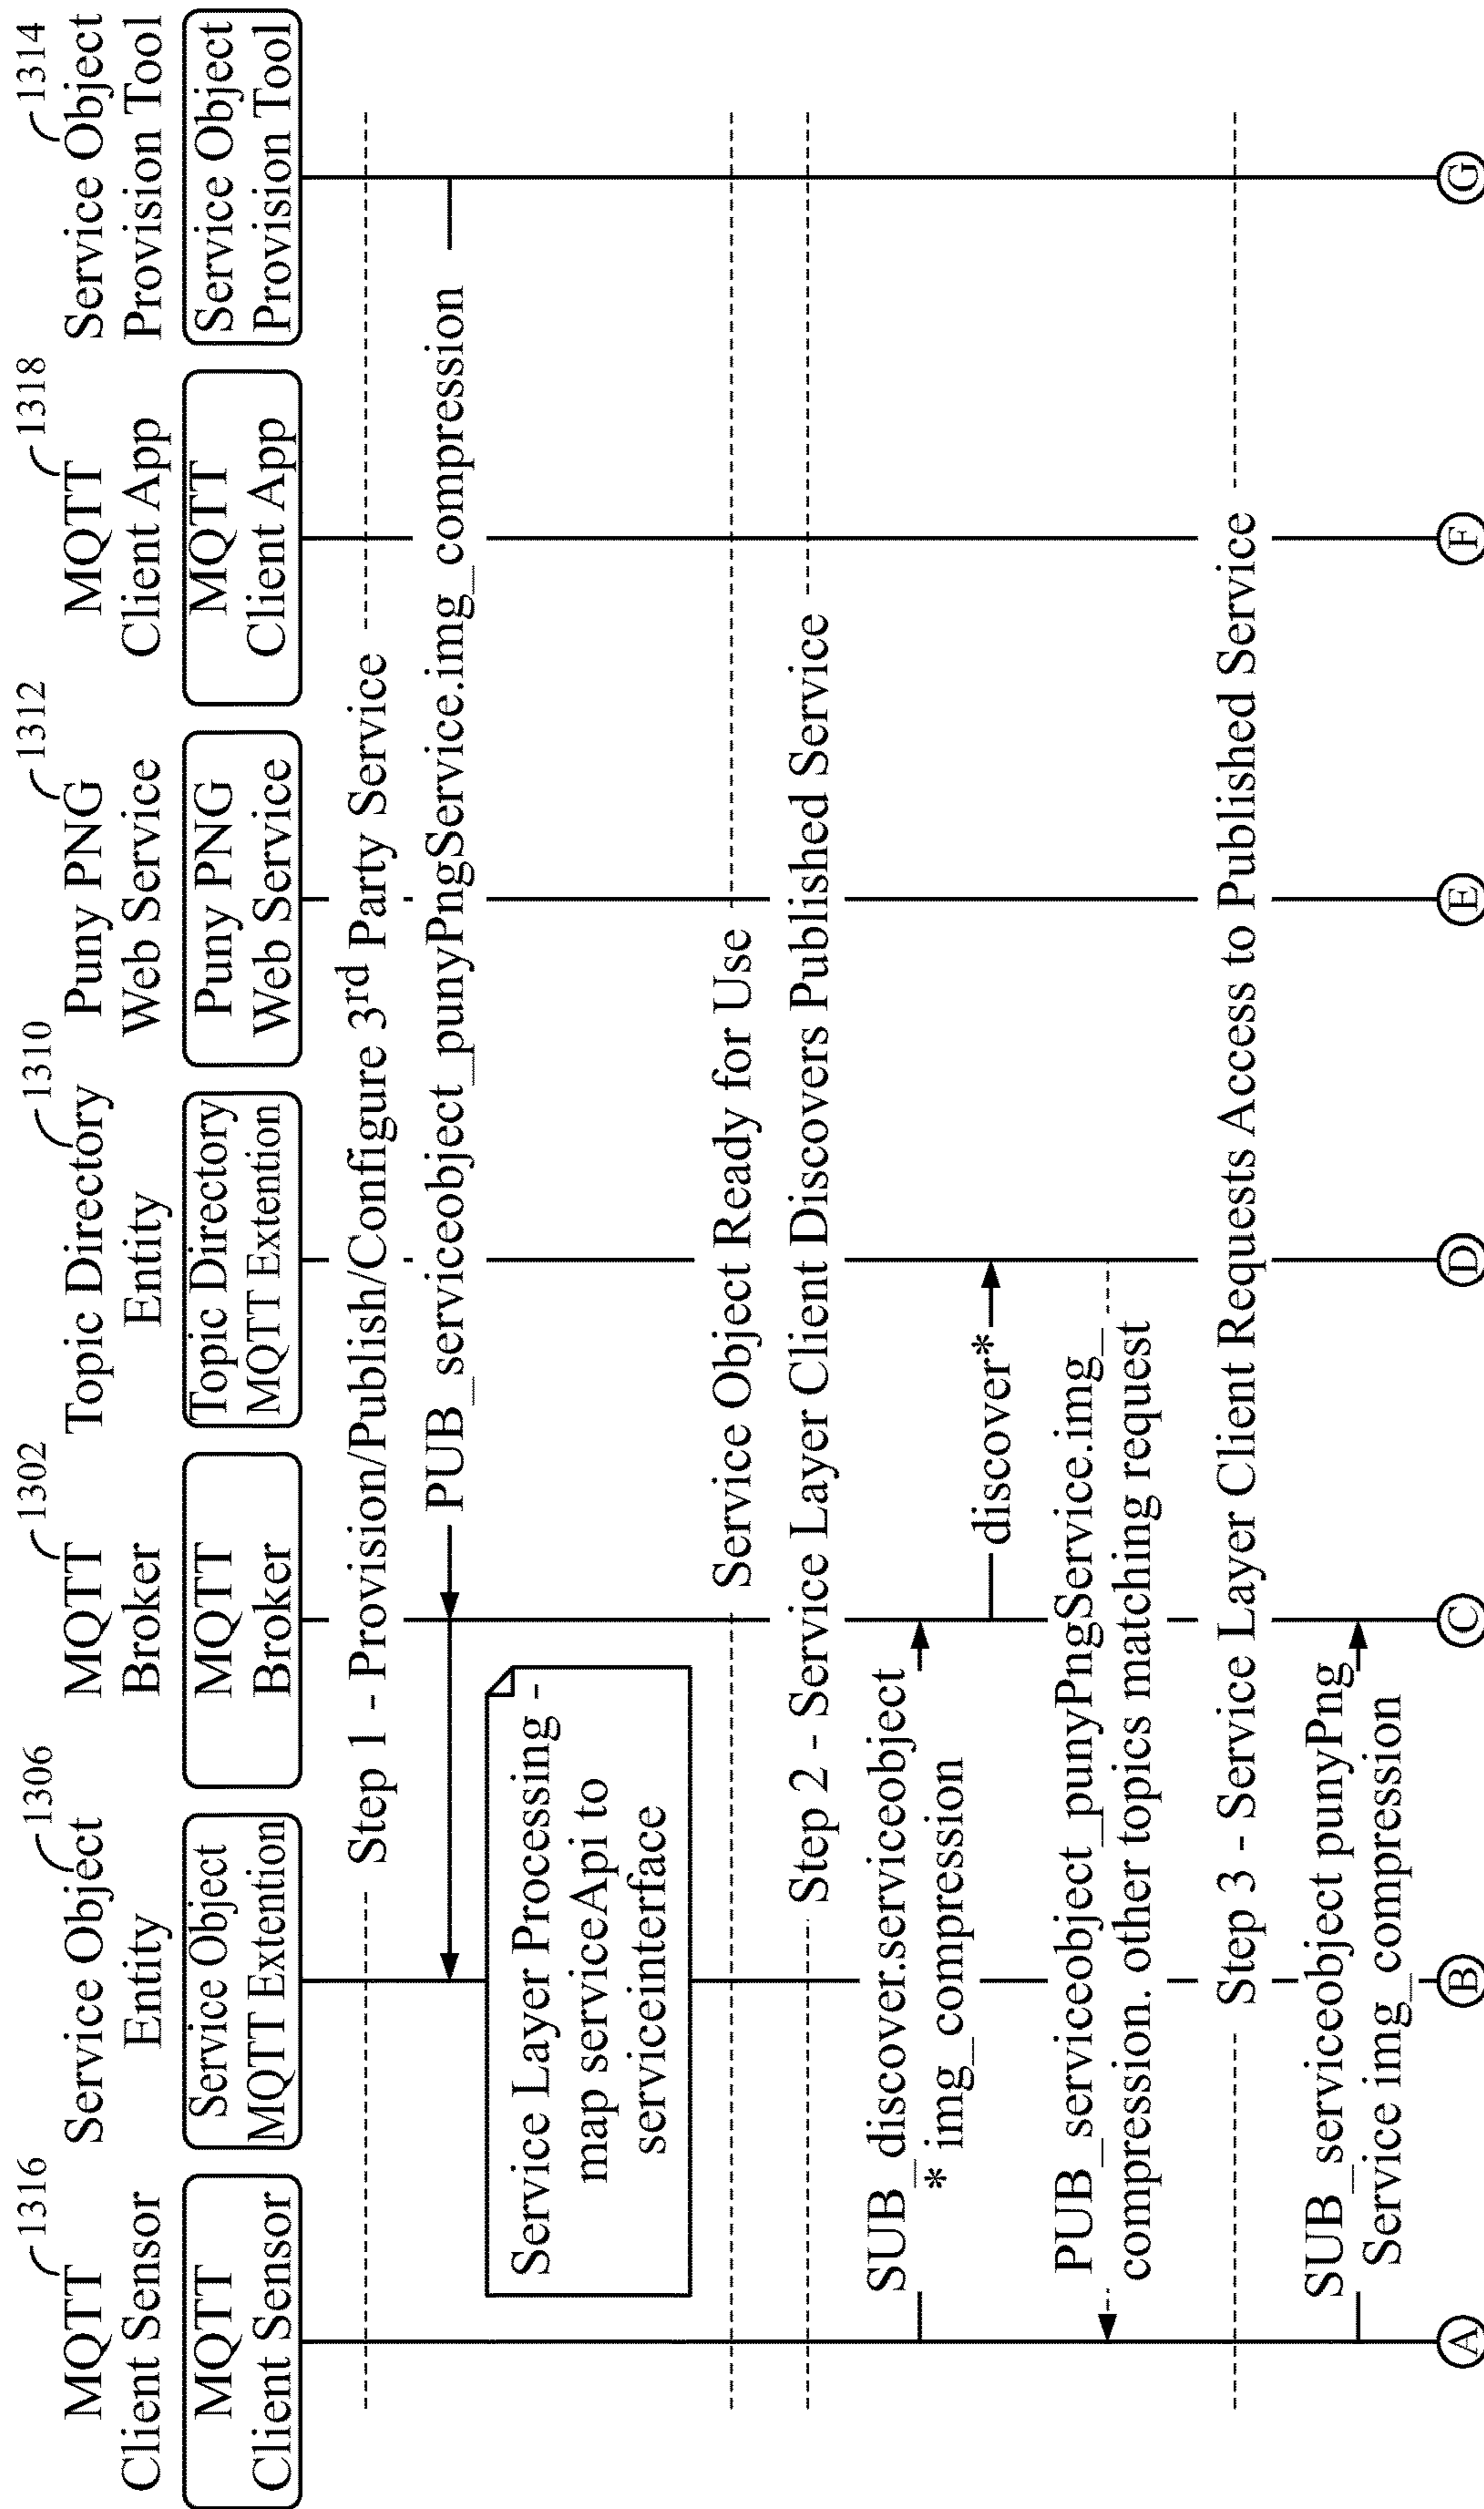 1316
MQTT
Client Sensor
MQTT
Client Sensor
1306
Service Object
Entity
Service Object
MQTT Extention
1302
MQTT
Broker
MQTT
Broker
1310
Topic Directory
Entity
Topic Directory
MQTT Extention
1312
Puny PNG
Web Service
Puny PNG
Web Service
1318
MQTT
Client App
MQTT
Client App
1314
Service Object
Provision Tool
Service Object
Provision Tool
Step 1 - Provision/Publish/Configure 3rd Party Service
PUB_serviceobject_punyPngService.img_compression
Service Layer Processing -
map serviceApi to
serviceinterface
Service Object Ready for Use
Step 2 - Service Layer Client Discovers Published Service
SUB_discover.serviceobject
* img_compression
discover*
PUB_serviceobject_punyPngService.img_
compression. other topics matching request
Step 3 - Service Layer Client Requests Access to Published Service
SUB_serviceobject punyPng
Service img_compression
A
B
C
D
E
F
G